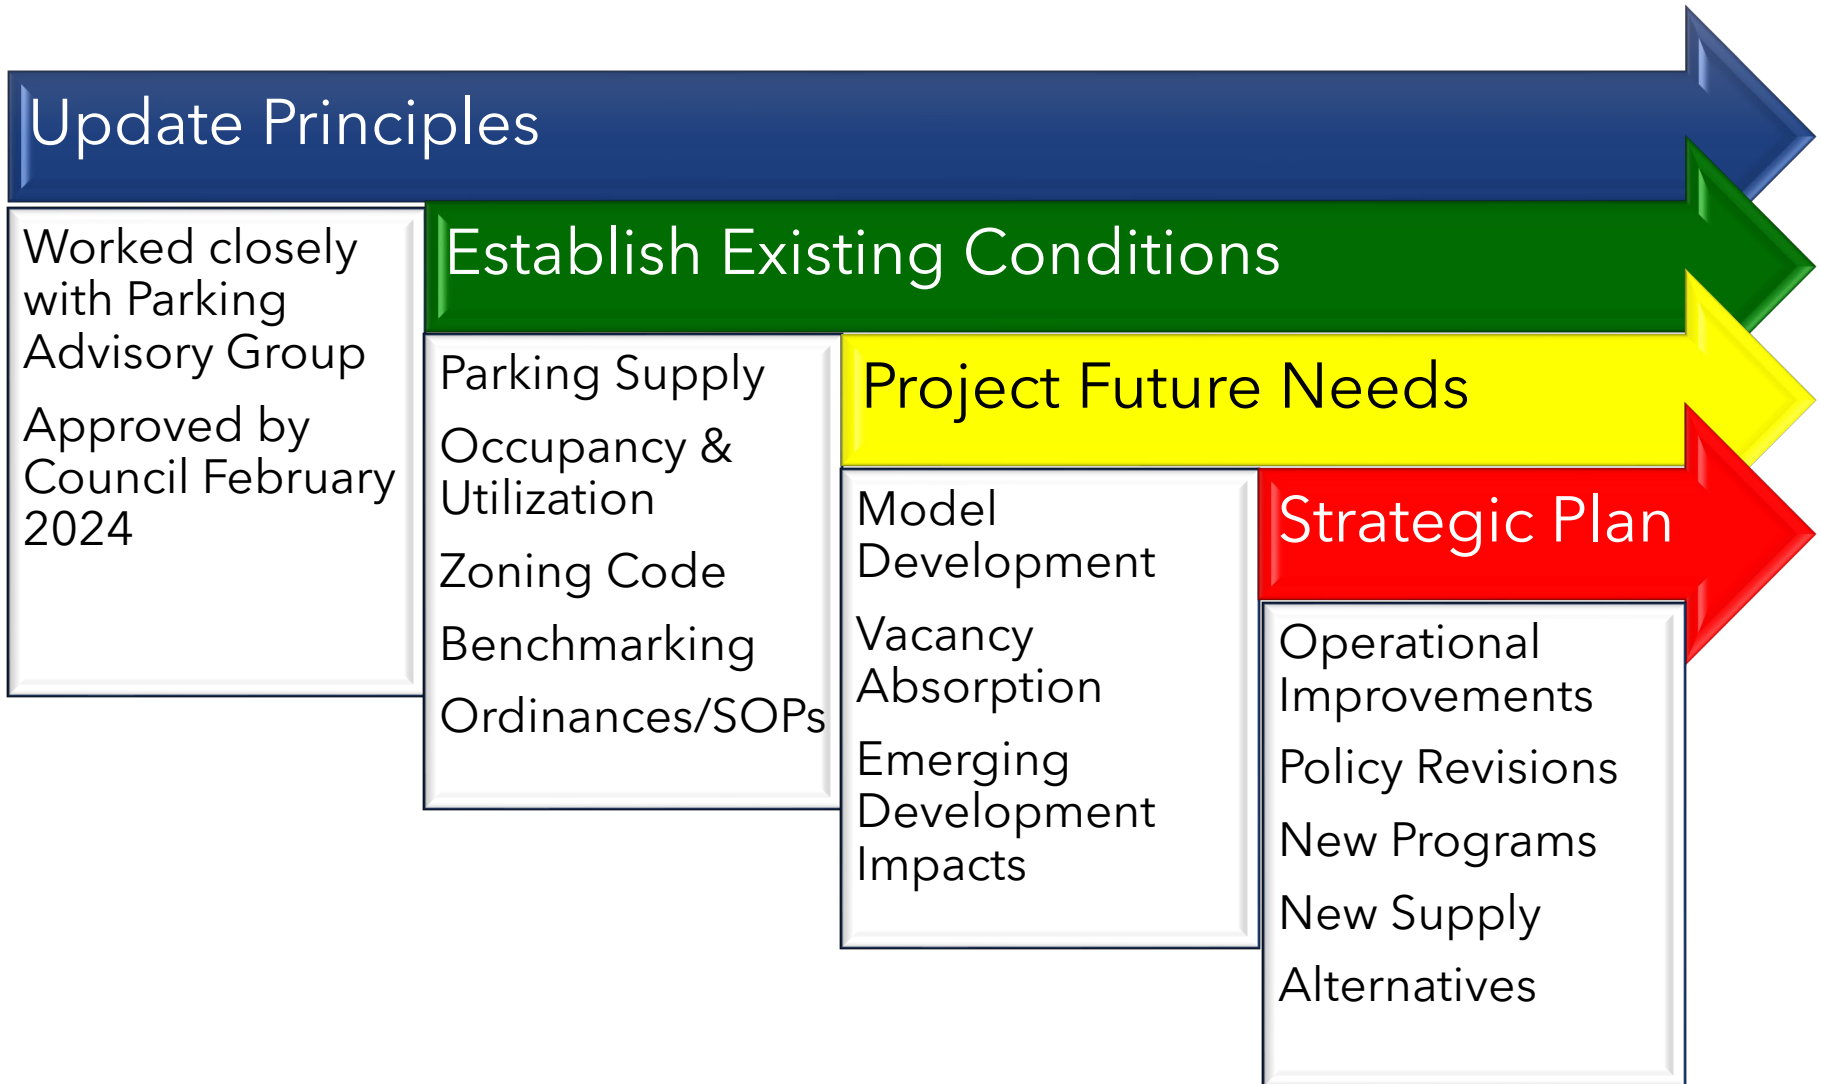 Update Principles
Worked closely
with Parking
Advisory Group
Approved by
Council February
2024
Establish Existing Conditions
Parking Supply
Occupancy &
Utilization
Zoning Code
Benchmarking
Ordinances/SOPs
Project Future Needs
Model
Development
Vacancy
Absorption
Emerging
Development
Impacts
Strategic Plan
Operational
Improvements
Policy Revisions
New Programs
New Supply
Alternatives